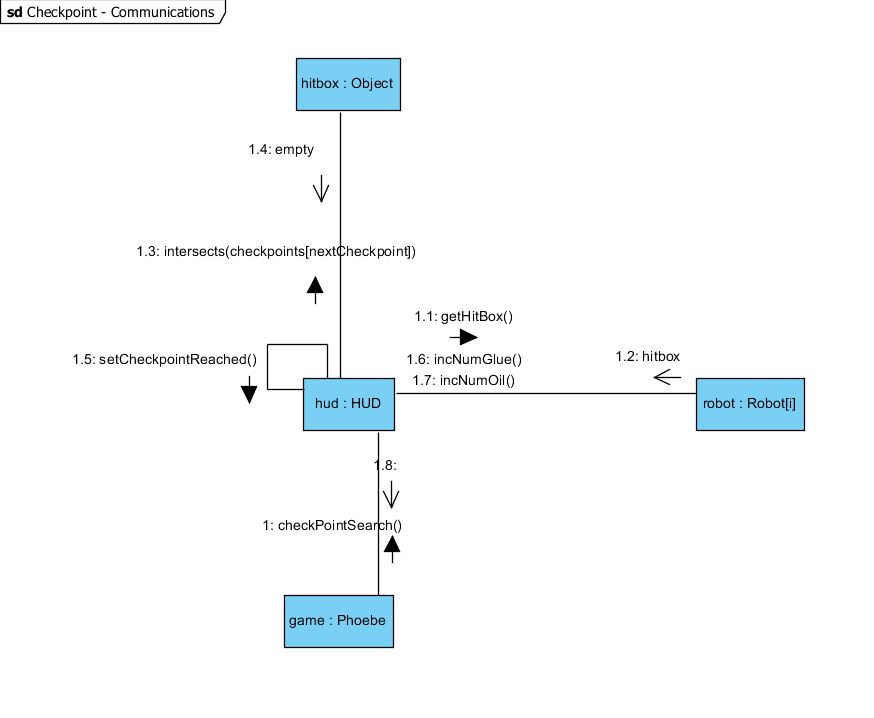 sd Checkpoint - Communications
hitbox : Object
1.4: empty
1.3: intersects(checkpoints[nextCheckpoint])
1.1: getHitBox()
1.5: setCheckpointReached()
1.6: incNumGlue()
1.2: hitbox
1.7: incNumOil()
hud : HUD
robot : Robot[i]
1.8:
1: checkPointSearch()
game : Phoebe